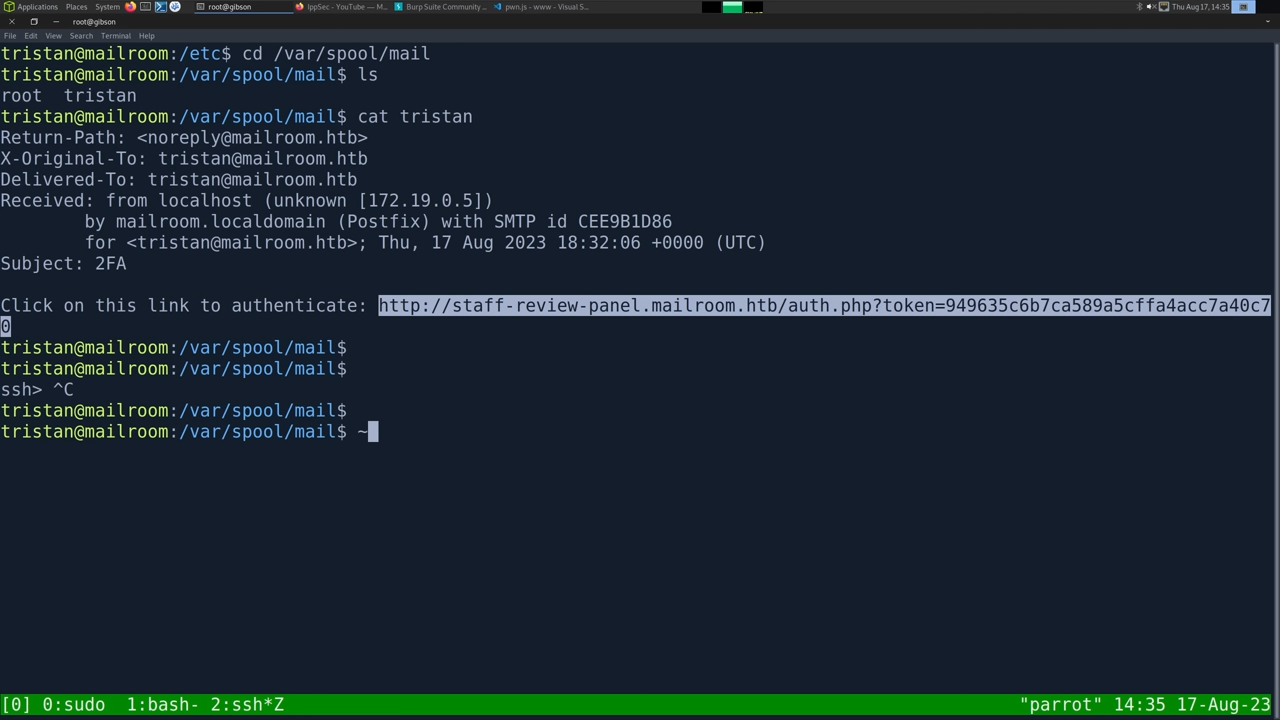 Applications Places System root@gibson IppSec - YouTube — M... Burp Suite Community ... pwn.js - www - Visual S... Thu Aug 17, 14:35
root@gibson
File Edit View Search Terminal Help
tristan@mailroom:/etc$ cd /var/spool/mail
tristan@mailroom:/var/spool/mail$ ls
root  tristan
tristan@mailroom:/var/spool/mail$ cat tristan
Return-Path: <noreply@mailroom.htb>
X-Original-To: tristan@mailroom.htb
Delivered-To: tristan@mailroom.htb
Received: from localhost (unknown [172.19.0.5])
        by mailroom.localdomain (Postfix) with SMTP id CEE9B1D86
        for <tristan@mailroom.htb>; Thu, 17 Aug 2023 18:32:06 +0000 (UTC)
Subject: 2FA
Click on this link to authenticate: http://staff-review-panel.mailroom.htb/auth.php?token=949635c6b7ca589a5cffa4acc7a40c7
0
tristan@mailroom:/var/spool/mail$
tristan@mailroom:/var/spool/mail$
ssh> ^C
tristan@mailroom:/var/spool/mail$
tristan@mailroom:/var/spool/mail$ ~
[0] 0:sudo  1:bash- 2:ssh*Z "parrot" 14:35 17-Aug-23